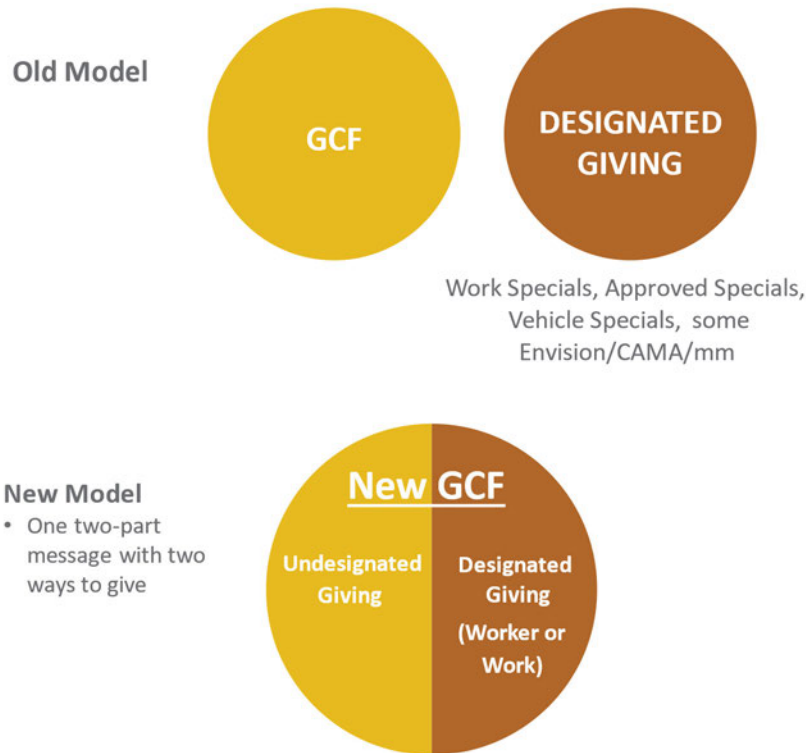 Old Model
GCF
DESIGNATED
GIVING
Work Specials, Approved Specials,
Vehicle Specials, some
Envision/CAMA/mm
New Model
• One two-part
message with two
ways to give
New GCF
Undesignated
Giving
Designated
Giving
(Worker or
Work)